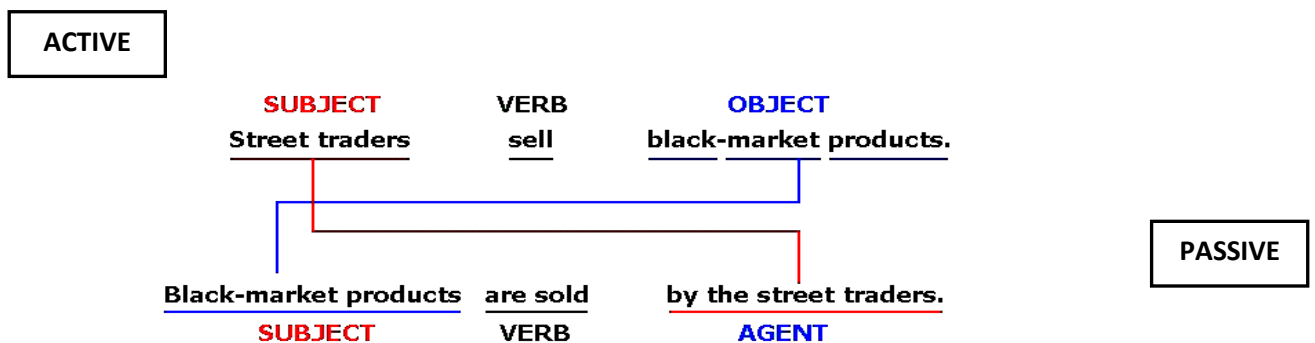 ACTIVE
SUBJECT VERB OBJECT
Street traders sell black-market products.
PASSIVE
Black-market products are sold by the street traders.
SUBJECT VERB AGENT